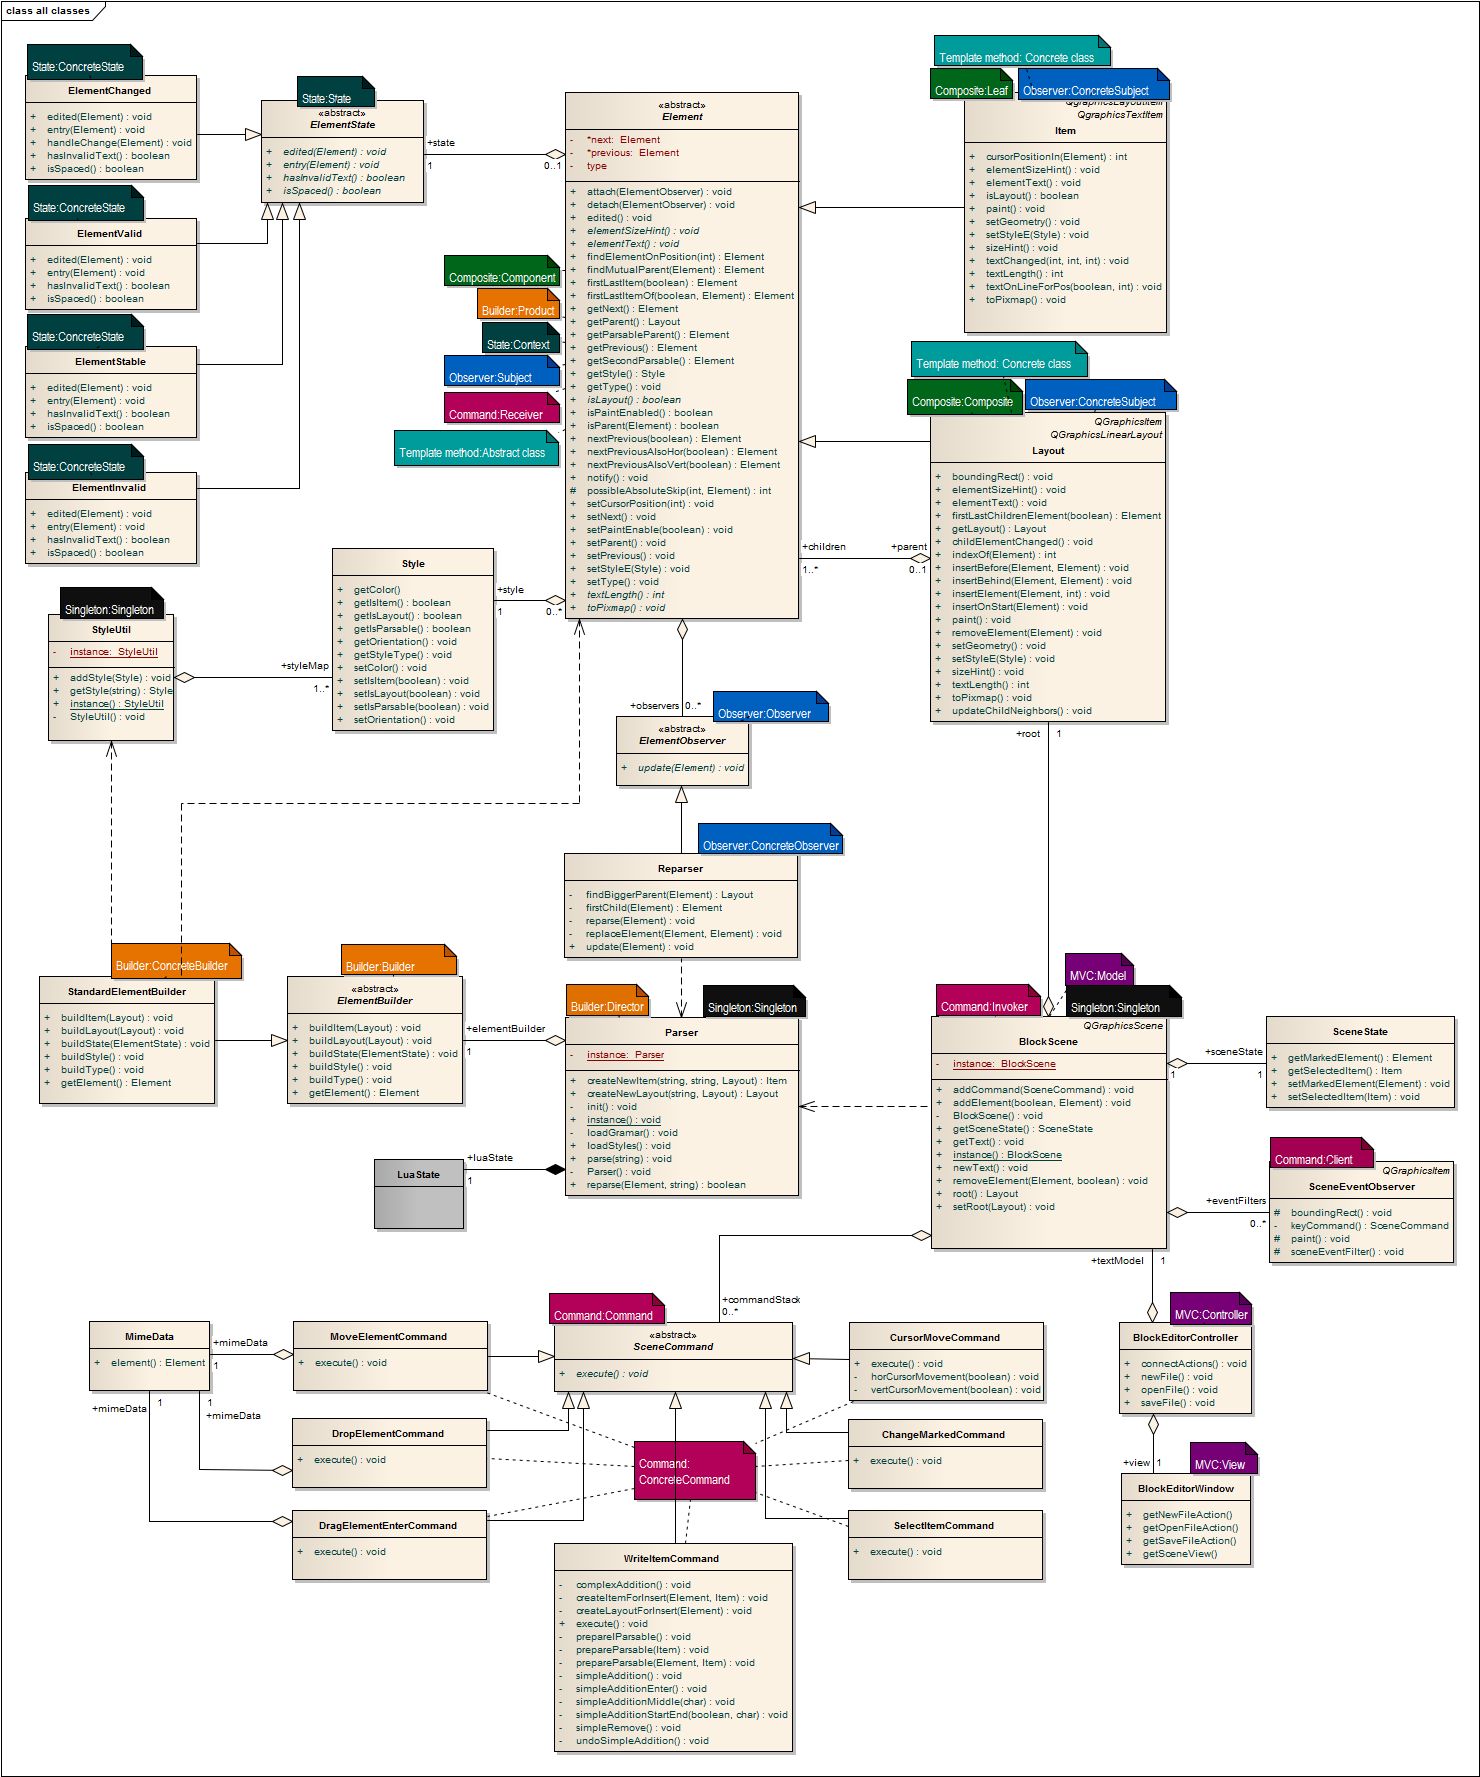 class all classes
State:ConcreteState
ElementChanged
+ edited(Element) : void
+ entry(Element) : void
+ handleChange(Element) : void
+ hasInvalidText() : boolean
+ isSpaced() : boolean
State:ConcreteState
ElementValid
+ edited(Element) : void
+ entry(Element) : void
+ hasInvalidText() : boolean
+ isSpaced() : boolean
State:ConcreteState
ElementStable
+ edited(Element) : void
+ entry(Element) : void
+ hasInvalidText() : boolean
+ isSpaced() : boolean
State:ConcreteState
ElementInvalid
+ edited(Element) : void
+ entry(Element) : void
+ hasInvalidText() : boolean
+ isSpaced() : boolean
State:State
«abstract»
ElementState
+ edited(Element) : void
+ entry(Element) : void
+ hasInvalidText() : boolean
+ isSpaced() : boolean
+state
1
0..1
«abstract»
Element
- *next: Element
- *previous: Element
- type
+ attach(ElementObserver) : void
+ detach(ElementObserver) : void
+ edited() : void
+ elementSizeHint() : void
+ elementText() : void
+ findElementOnPosition(int) : Element
+ findMutualParent(Element) : Element
+ firstLastItem(boolean) : Element
+ firstLastItemOf(boolean, Element) : Element
+ getNext() : Element
+ getParent() : Layout
+ getParsableParent() : Element
+ getPrevious() : Element
+ getSecondParsable() : Element
+ getStyle() : Style
+ getType() : void
+ isLayout() : boolean
+ isPaintEnabled() : boolean
+ isParent(Element) : boolean
+ nextPrevious(boolean) : Element
+ nextPreviousAlsoHor(boolean) : Element
+ nextPreviousAlsoVert(boolean) : Element
+ notify() : void
# possibleAbsoluteSkip(int, Element) : int
+ setCursorPosition(int) : void
+ setNext() : void
+ setPaintEnable(boolean) : void
+ setParent() : void
+ setPrevious() : void
+ setStyleE(Style) : void
+ setType() : void
+ textLength() : int
+ toPixmap() : void
Composite:Component
Builder:Product
State:Context
Observer:Subject
Command:Receiver
Template method:Abstract class
Template method: Concrete class
Composite:Leaf
Observer:ConcreteSubject
QgraphicsLayoutItem
QgraphicsTextItem
Item
+ cursorPositionIn(Element) : int
+ elementSizeHint() : void
+ elementText() : void
+ isLayout() : boolean
+ paint() : void
+ setGeometry() : void
+ setStyleE(Style) : void
+ sizeHint() : void
+ textChanged(int, int, int) : void
+ textLength() : int
+ textOnLineForPos(boolean, int) : void
+ toPixmap() : void
Template method: Concrete class
Composite:Composite
Observer:ConcreteSubject
QGraphicsItem
QGraphicsLinearLayout
Layout
+ boundingRect() : void
+ elementSizeHint() : void
+ elementText() : void
+ firstLastChildrenElement(boolean) : Element
+ getLayout() : Layout
+ childElementChanged() : void
+ indexOf(Element) : int
+ insertBefore(Element, Element) : void
+ insertBehind(Element, Element) : void
+ insertElement(Element, int) : void
+ insertOnStart(Element) : void
+ paint() : void
+ removeElement(Element) : void
+ setGeometry() : void
+ setStyleE(Style) : void
+ sizeHint() : void
+ textLength() : int
+ toPixmap() : void
+ updateChildNeighbors() : void
+children
1..*
+parent
0..1
Style
+ getColor()
+ getIsItem() : boolean
+ getIsLayout() : boolean
+ getIsParsable() : boolean
+ getOrientation() : void
+ getStyleType() : void
+ setColor() : void
+ setIsItem(boolean) : void
+ setIsLayout(boolean) : void
+ setIsParsable(boolean) : void
+ setOrientation() : void
+style
1
0..*
Singleton:Singleton
StyleUtil
- instance: StyleUtil
+ addStyle(Style) : void
+ getStyle(string) : Style
+ instance() : StyleUtil
- StyleUtil() : void
+styleMap
1..*
+observers
0..*
Observer:Observer
«abstract»
ElementObserver
+ update(Element) : void
Observer:ConcreteObserver
Reparser
- findBiggerParent(Element) : Layout
- firstChild(Element) : Element
- reparse(Element) : void
- replaceElement(Element, Element) : void
+ update(Element) : void
+root
1
Builder:ConcreteBuilder
StandardElementBuilder
+ buildItem(Layout) : void
+ buildLayout(Layout) : void
+ buildState(ElementState) : void
+ buildStyle() : void
+ buildType() : void
+ getElement() : Element
Builder:Builder
«abstract»
ElementBuilder
+ buildItem(Layout) : void
+ buildLayout(Layout) : void
+ buildState(ElementState) : void
+ buildStyle() : void
+ buildType() : void
+ getElement() : Element
+elementBuilder
1
Builder:Director
Singleton:Singleton
Parser
- instance: Parser
+ createNewItem(string, string, Layout) : Item
+ createNewLayout(string, Layout) : Layout
- init() : void
+ instance() : void
- loadGramar() : void
+ loadStyles() : void
+ parse(string) : void
- Parser() : void
+ reparse(Element, string) : boolean
LuaState
+luaState
1
MVC:Model
Command:Invoker
Singleton:Singleton
QGraphicsScene
BlockScene
- instance: BlockScene
+ addCommand(SceneCommand) : void
+ addElement(boolean, Element) : void
- BlockScene() : void
+ getSceneState() : SceneState
+ getText() : void
+ instance() : BlockScene
+ newText() : void
+ removeElement(Element, boolean) : void
+ root() : Layout
+ setRoot(Layout) : void
+sceneState
1
1
SceneState
+ getMarkedElement() : Element
+ getSelectedItem() : Item
+ setMarkedElement(Element) : void
+ setSelectedItem(Item) : void
Command:Client
QGraphicsItem
SceneEventObserver
# boundingRect() : void
- keyCommand() : SceneCommand
# paint() : void
# sceneEventFilter() : void
+eventFilters
0..*
+textModel
1
+commandStack
0..*
Command:Command
«abstract»
SceneCommand
+ execute() : void
MimeData
+ element() : Element
+mimeData
1
+mimeData
1
1
+mimeData
MoveElementCommand
+ execute() : void
DropElementCommand
+ execute() : void
DragElementEnterCommand
+ execute() : void
CursorMoveCommand
+ execute() : void
- horCursorMovement(boolean) : void
- vertCursorMovement(boolean) : void
ChangeMarkedCommand
+ execute() : void
SelectItemCommand
+ execute() : void
Command:
ConcreteCommand
WriteItemCommand
- complexAddition() : void
- createItemForInsert(Element, Item) : void
- createLayoutForInsert(Element) : void
+ execute() : void
- prepareIParsable() : void
- prepareParsable(Item) : void
- prepareParsable(Element, Item) : void
- simpleAddition() : void
- simpleAdditionEnter() : void
- simpleAdditionMiddle(char) : void
- simpleAdditionStartEnd(boolean, char) : void
- simpleRemove() : void
- undoSimpleAddition() : void
MVC:Controller
BlockEditorController
+ connectActions() : void
+ newFile() : void
+ openFile() : void
+ saveFile() : void
+view
1
MVC:View
BlockEditorWindow
+ getNewFileAction()
+ getOpenFileAction()
+ getSaveFileAction()
+ getSceneView()